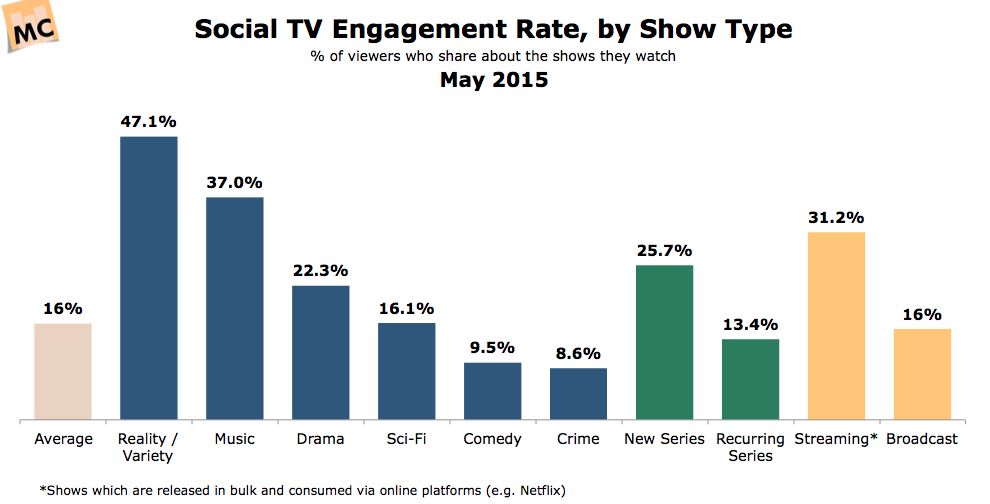 MC
Social TV Engagement Rate, by Show Type
% of viewers who share about the shows they watch
May 2015
16%
47.1%
37.0%
22.3%
16.1%
9.5%
8.6%
25.7%
13.4%
31.2%
16%
Average
Reality /
Variety
Music
Drama
Sci-Fi
Comedy
Crime
New Series
Recurring
Series
Streaming*
Broadcast
*Shows which are released in bulk and consumed via online platforms (e.g. Netflix)